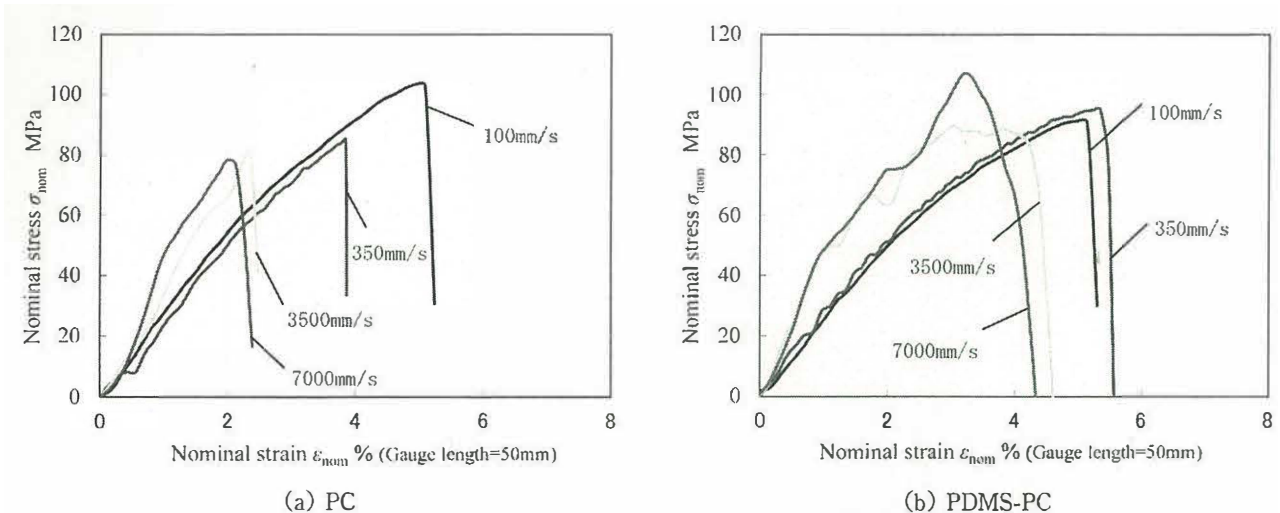 120
100
80
60
40
20
0
Nominal stress σnom MPa
100mm/s
350mm/s
3500mm/s
7000mm/s
0 2 4 6 8
Nominal strain εnom % (Gauge length=50mm)
(a) PC
120
100
80
60
40
20
0
Nominal stress σnom MPa
100mm/s
350mm/s
3500mm/s
7000mm/s
0 2 4 6 8
Nominal strain εnom % (Gauge length=50mm)
(b) PDMS-PC